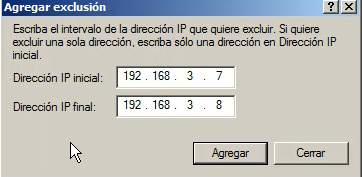 Agregar exclusión
Escriba el intervalo de la dirección IP que quiere excluir. Si quiere
excluir una sola dirección, escriba sólo una dirección en Dirección IP
inicial.
Dirección IP inicial: 192 . 168 . 3 . 7
Dirección IP final: 192 . 168 . 3 . 8
Agregar Cerrar